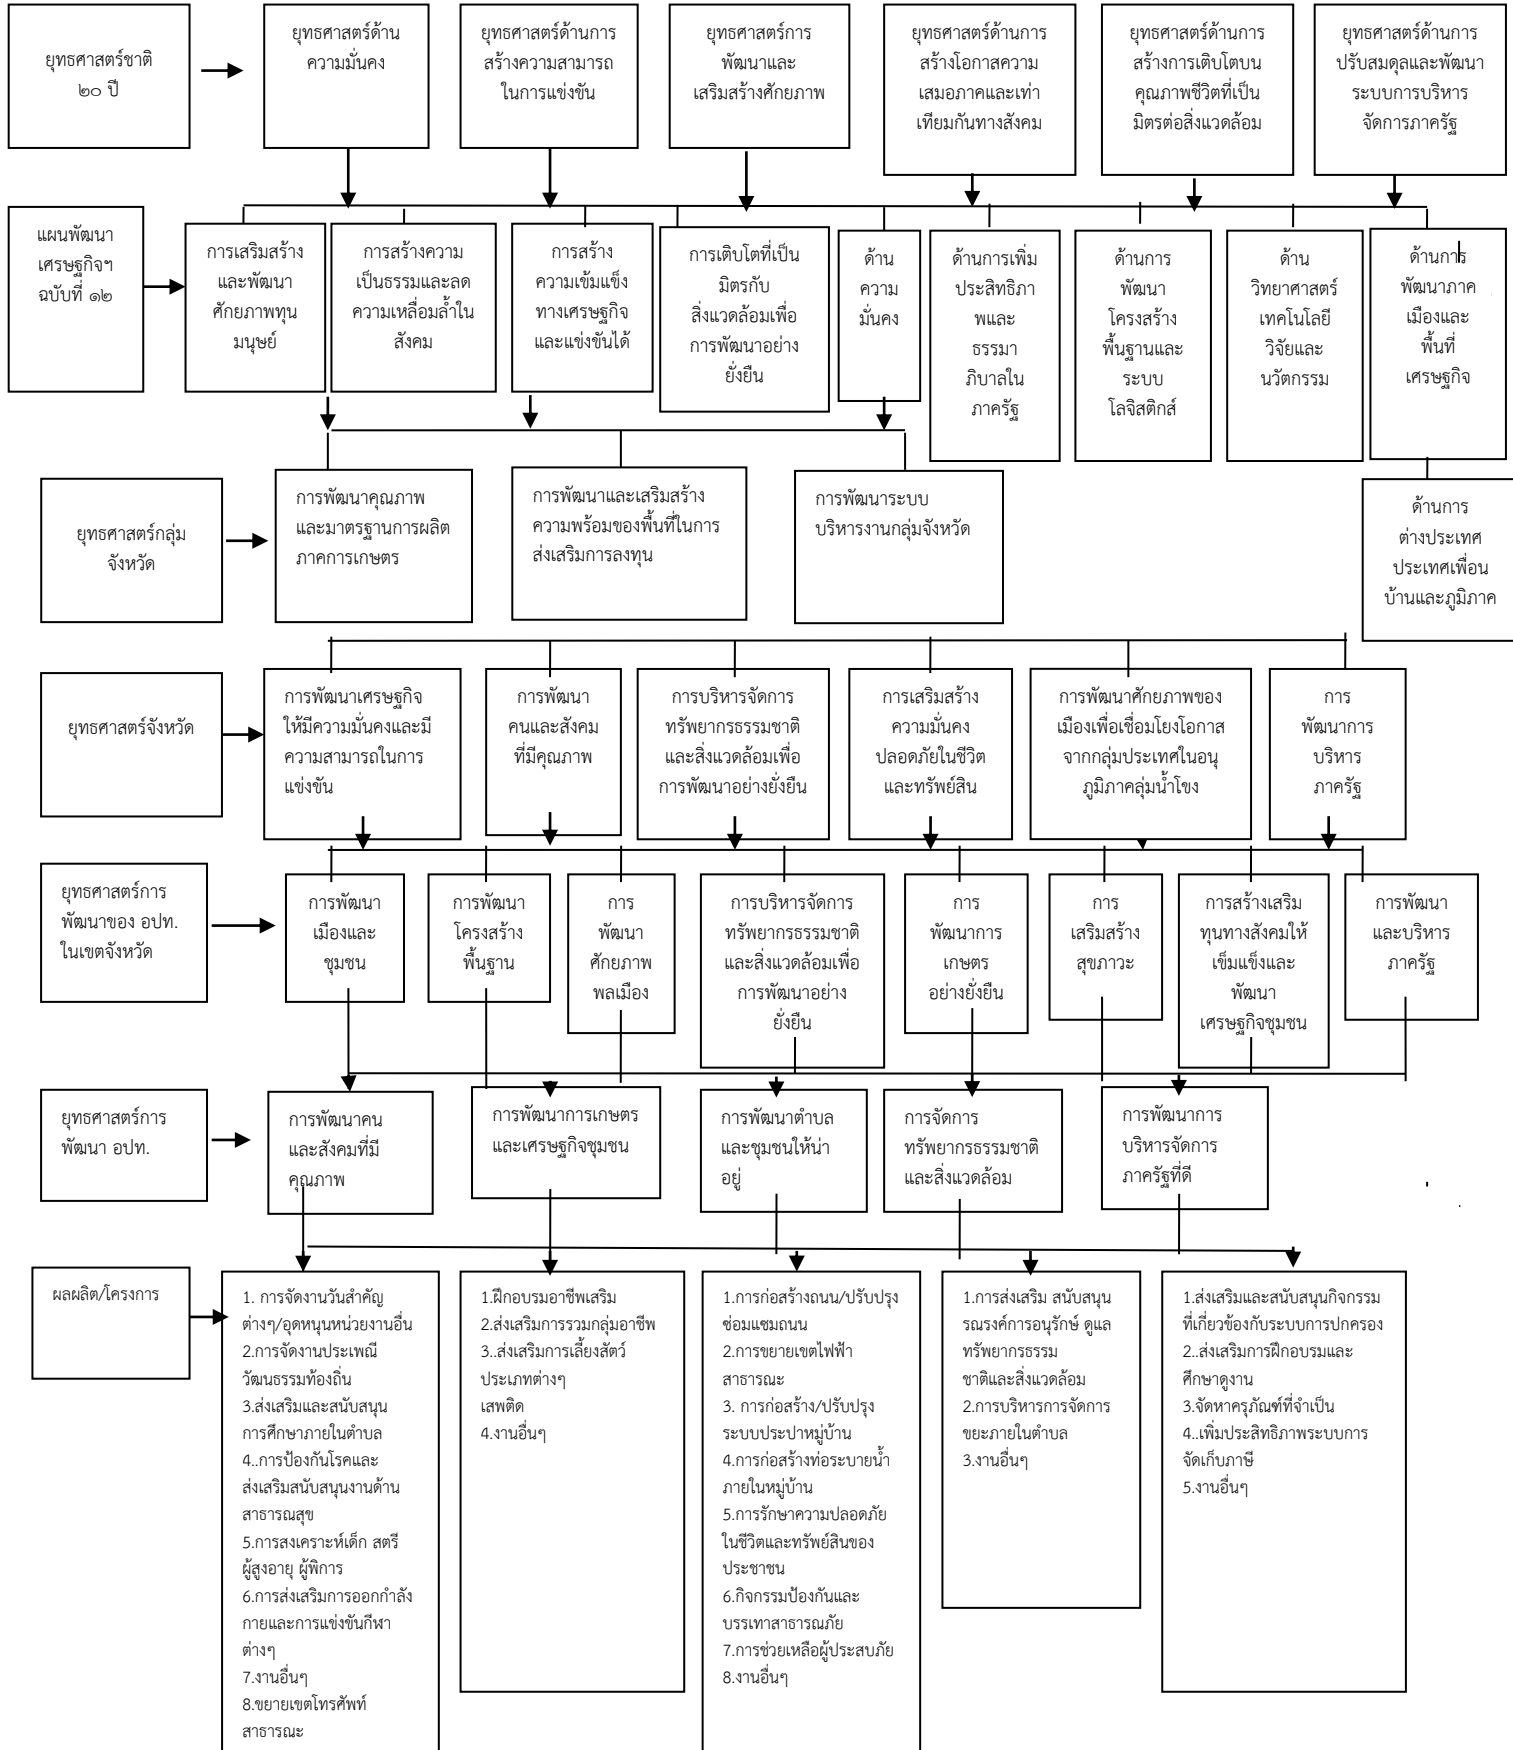 ยุทธศาสตร์ชาติ
๒๐ ปี
ยุทธศาสตร์ด้าน
ความมั่นคง
ยุทธศาสตร์ด้านการ
สร้างความสามารถ
ในการแข่งขัน
ยุทธศาสตร์การ
พัฒนาและ
เสริมสร้างศักยภาพ
ยุทธศาสตร์ด้านการ
สร้างโอกาสความ
เสมอภาคและเท่า
เทียมกันทางสังคม
ยุทธศาสตร์ด้านการ
สร้างการเติบโตบน
คุณภาพชีวิตที่เป็น
มิตรต่อสิ่งแวดล้อม
ยุทธศาสตร์ด้านการ
ปรับสมดุลและพัฒนา
ระบบการบริหาร
จัดการภาครัฐ
แผนพัฒนา
เศรษฐกิจฯ
ฉบับที่ ๑๒
การเสริมสร้าง
และพัฒนา
ศักยภาพทุน
มนุษย์
การสร้างความ
เป็นธรรมและลด
ความเหลื่อมล้ำใน
สังคม
การสร้าง
ความเข้มแข็ง
ทางเศรษฐกิจ
และแข่งขันได้
การเติบโตที่เป็น
มิตรกับ
สิ่งแวดล้อมเพื่อ
การพัฒนาอย่าง
ยั่งยืน
ด้าน
ความ
มั่นคง
ด้านการเพิ่ม
ประสิทธิภา
พและ
ธรรมา
ภิบาลใน
ภาครัฐ
ด้านการ
พัฒนา
โครงสร้าง
พื้นฐานและ
ระบบ
โลจิสติกส์
ด้าน
วิทยาศาสตร์
เทคโนโลยี
วิจัยและ
นวัตกรรม
ด้านการ
พัฒนาภาค
เมืองและ
พื้นที่
เศรษฐกิจ
ยุทธศาสตร์กลุ่ม
จังหวัด
การพัฒนาคุณภาพ
และมาตรฐานการผลิต
ภาคการเกษตร
การพัฒนาและเสริมสร้าง
ความพร้อมของพื้นที่ในการ
ส่งเสริมการลงทุน
การพัฒนาระบบ
บริหารงานกลุ่มจังหวัด
ด้านการ
ต่างประเทศ
ประเทศเพื่อน
บ้านและภูมิภาค
ยุทธศาสตร์จังหวัด
การพัฒนาเศรษฐกิจ
ให้มีความมั่นคงและมี
ความสามารถในการ
แข่งขัน
การพัฒนา
คนและสังคม
ที่มีคุณภาพ
การบริหารจัดการ
ทรัพยากรธรรมชาติ
และสิ่งแวดล้อมเพื่อ
การพัฒนาอย่างยั่งยืน
การเสริมสร้าง
ความมั่นคง
ปลอดภัยในชีวิต
และทรัพย์สิน
การพัฒนาศักยภาพของ
เมืองเพื่อเชื่อมโยงโอกาส
จากกลุ่มประเทศในอนุ
ภูมิภาคลุ่มน้ำโขง
การ
พัฒนาการ
บริหาร
ภาครัฐ
ยุทธศาสตร์การ
พัฒนาของ อปท.
ในเขตจังหวัด
การพัฒนา
เมืองและ
ชุมชน
การพัฒนา
โครงสร้าง
พื้นฐาน
การ
พัฒนา
ศักยภาพ
พลเมือง
การบริหารจัดการ
ทรัพยากรธรรมชาติ
และสิ่งแวดล้อมเพื่อ
การพัฒนาอย่าง
ยั่งยืน
การ
พัฒนาการ
เกษตร
อย่างยั่งยืน
การ
เสริมสร้าง
สุขภาวะ
การสร้างเสริม
ทุนทางสังคมให้
เข็มแข็งและ
พัฒนา
เศรษฐกิจชุมชน
การพัฒนา
และบริหาร
ภาครัฐ
ยุทธศาสตร์การ
พัฒนา อปท.
การพัฒนาคน
และสังคมที่มี
คุณภาพ
การพัฒนาการเกษตร
และเศรษฐกิจชุมชน
การพัฒนาตำบล
และชุมชนให้น่า
อยู่
การจัดการ
ทรัพยากรธรรมชาติ
และสิ่งแวดล้อม
การพัฒนาการ
บริหารจัดการ
ภาครัฐที่ดี
ผลผลิต/โครงการ
1. การจัดงานวันสำคัญ
ต่างๆ/อุดหนุนหน่วยงานอื่น
2.การจัดงานประเพณี
วัฒนธรรมท้องถิ่น
3.ส่งเสริมและสนับสนุน
การศึกษาภายในตำบล
4..การป้องกันโรคและ
ส่งเสริมสนับสนุนงานด้าน
สาธารณสุข
5.การสงเคราะห์เด็ก สตรี
ผู้สูงอายุ ผู้พิการ
6.การส่งเสริมการออกกำลัง
กายและการแข่งขันกีฬา
ต่างๆ
7.งานอื่นๆ
8.ขยายเขตโทรศัพท์
สาธารณะ
1.ฝึกอบรมอาชีพเสริม
2.ส่งเสริมการรวมกลุ่มอาชีพ
3..ส่งเสริมการเลี้ยงสัตว์
ประเภทต่างๆ
เสพติด
4.งานอื่นๆ
1.การก่อสร้างถนน/ปรับปรุง
ซ่อมแซมถนน
2.การขยายเขตไฟฟ้า
สาธารณะ
3. การก่อสร้าง/ปรับปรุง
ระบบประปาหมู่บ้าน
4.การก่อสร้างท่อระบายน้ำ
ภายในหมู่บ้าน
5.การรักษาความปลอดภัย
ในชีวิตและทรัพย์สินของ
ประชาชน
6.กิจกรรมป้องกันและ
บรรเทาสาธารณภัย
7.การช่วยเหลือผู้ประสบภัย
8.งานอื่นๆ
1.การส่งเสริม สนับสนุน
รณรงค์การอนุรักษ์ ดูแล
ทรัพยากรธรรม
ชาติและสิ่งแวดล้อม
2.การบริหารการจัดการ
ขยะภายในตำบล
3.งานอื่นๆ
1.ส่งเสริมและสนับสนุนกิจกรรม
ที่เกี่ยวข้องกับระบบการปกครอง
2..ส่งเสริมการฝึกอบรมและ
ศึกษาดูงาน
3.จัดหาครุภัณฑ์ที่จำเป็น
4..เพิ่มประสิทธิภาพระบบการ
จัดเก็บภาษี
5.งานอื่นๆ